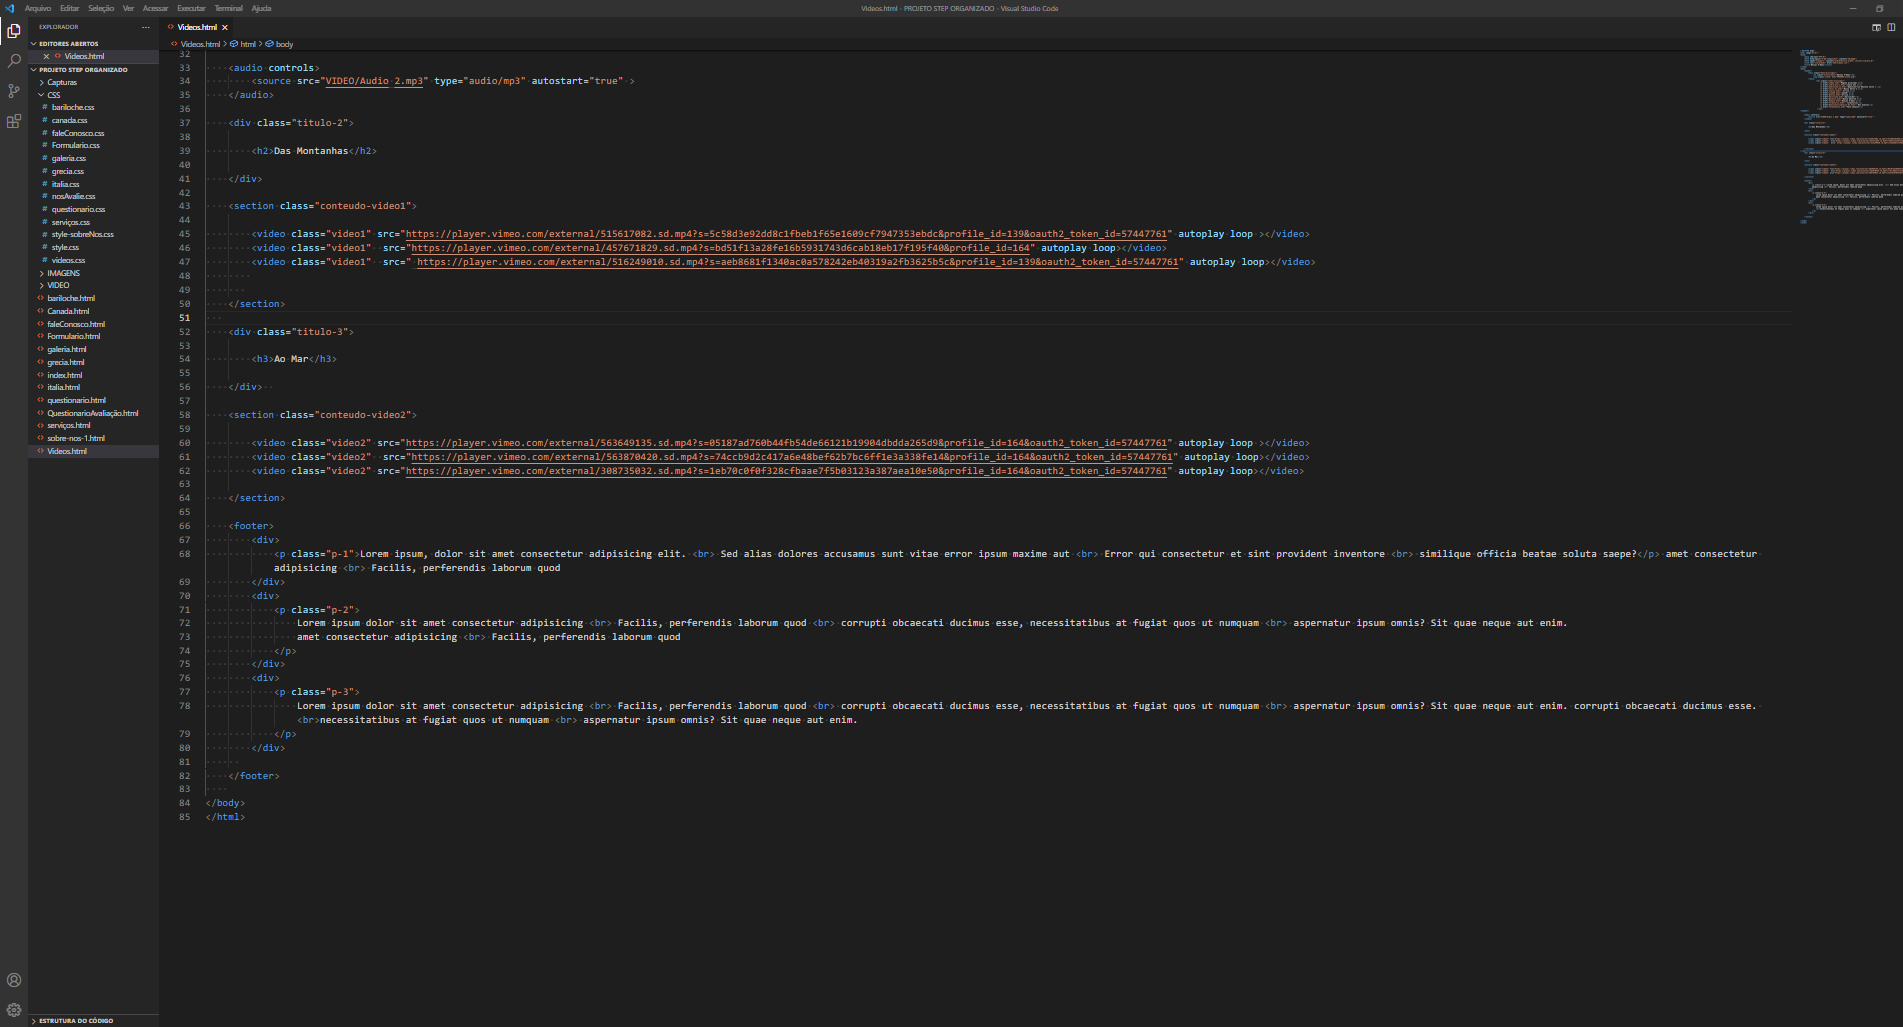 Arquivo Editar Seleção Ver Acessar Executar Terminal Ajuda
Videos.html - PROJETO STEP ORGANIZADO - Visual Studio Code
EXPLORADOR ...
EDITORES ABERTOS
Videos.html
PROJETO STEP ORGANIZADO
Capturas
CSS
# bariloche.css
# canada.css
# faleConosco.css
# Formulario.css
# galeria.css
# grecia.css
# italia.css
# nosAvalie.css
# questionario.css
# serviços.css
# style-sobreNos.css
# style.css
# videos.css
IMAGENS
VIDEO
bariloche.html
Canada.html
faleConosco.html
Formulario.html
galeria.html
grecia.html
index.html
italia.html
questionario.html
QuestionarioAvaliação.html
serviços.html
sobre-nos-1.html
Videos.html
ESTRUTURA DO CÓDIGO
Videos.html
Videos.html > html > body
32
33 <audio controls>
34 <source src="VIDEO/Audio 2.mp3" type="audio/mp3" autostart="true" >
35 </audio>
36
37 <div class="titulo-2">
38
39 <h2>Das Montanhas</h2>
40
41 </div>
42
43 <section class="conteudo-video1">
44
45 <video class="video1" src="https://player.vimeo.com/external/515617082.sd.mp4?s=5c58d3e92dd8c1fbeb1f65e1609cf7947353ebdc&profile_id=139&oauth2_token_id=57447761" autoplay loop ></video>
46 <video class="video1"  src="https://player.vimeo.com/external/457671829.sd.mp4?s=bd51f13a28fe16b5931743d6cab18eb17f195f40&profile_id=164" autoplay loop></video>
47 <video class="video1"  src=" https://player.vimeo.com/external/516249010.sd.mp4?s=aeb8681f1340ac0a578242eb40319a2fb3625b5c&profile_id=139&oauth2_token_id=57447761" autoplay loop></video>
48
49
50 </section>
51
52 <div class="titulo-3">
53
54 <h3>Ao Mar</h3>
55
56 </div>
57
58 <section class="conteudo-video2">
59
60 <video class="video2" src="https://player.vimeo.com/external/563649135.sd.mp4?s=05187ad760b44fb54de66121b19904dbdda265d9&profile_id=164&oauth2_token_id=57447761" autoplay loop ></video>
61 <video class="video2" src="https://player.vimeo.com/external/563870420.sd.mp4?s=74ccb9d2c417a6e48bef62b7bc6ff1e3a338fe14&profile_id=164&oauth2_token_id=57447761" autoplay loop></video>
62 <video class="video2" src="https://player.vimeo.com/external/308735032.sd.mp4?s=1eb70c0f0f328cfbaae7f5b03123a387aea10e50&profile_id=164&oauth2_token_id=57447761" autoplay loop></video>
63
64 </section>
65
66 <footer>
67 <div>
68 <p class="p-1">Lorem ipsum, dolor sit amet consectetur adipisicing elit. <br> Sed alias dolores accusamus sunt vitae error ipsum maxime aut <br> Error qui consectetur et sint provident inventore <br> similique officia beatae soluta saepe?</p> amet consectetur
adipisicing <br> Facilis, perferendis laborum quod
69 </div>
70 <div>
71 <p class="p-2">
72 Lorem ipsum dolor sit amet consectetur adipisicing <br> Facilis, perferendis laborum quod <br> corrupti obcaecati ducimus esse, necessitatibus at fugiat quos ut numquam <br> aspernatur ipsum omnis? Sit quae neque aut enim.
73 amet consectetur adipisicing <br> Facilis, perferendis laborum quod
74 </p>
75 </div>
76 <div>
77 <p class="p-3">
78 Lorem ipsum dolor sit amet consectetur adipisicing <br> Facilis, perferendis laborum quod <br> corrupti obcaecati ducimus esse, necessitatibus at fugiat quos ut numquam <br> aspernatur ipsum omnis? Sit quae neque aut enim. corrupti obcaecati ducimus esse.
<br>necessitatibus at fugiat quos ut numquam <br> aspernatur ipsum omnis? Sit quae neque aut enim.
79 </p>
80 </div>
81
82 </footer>
83
84 </body>
85 </html>